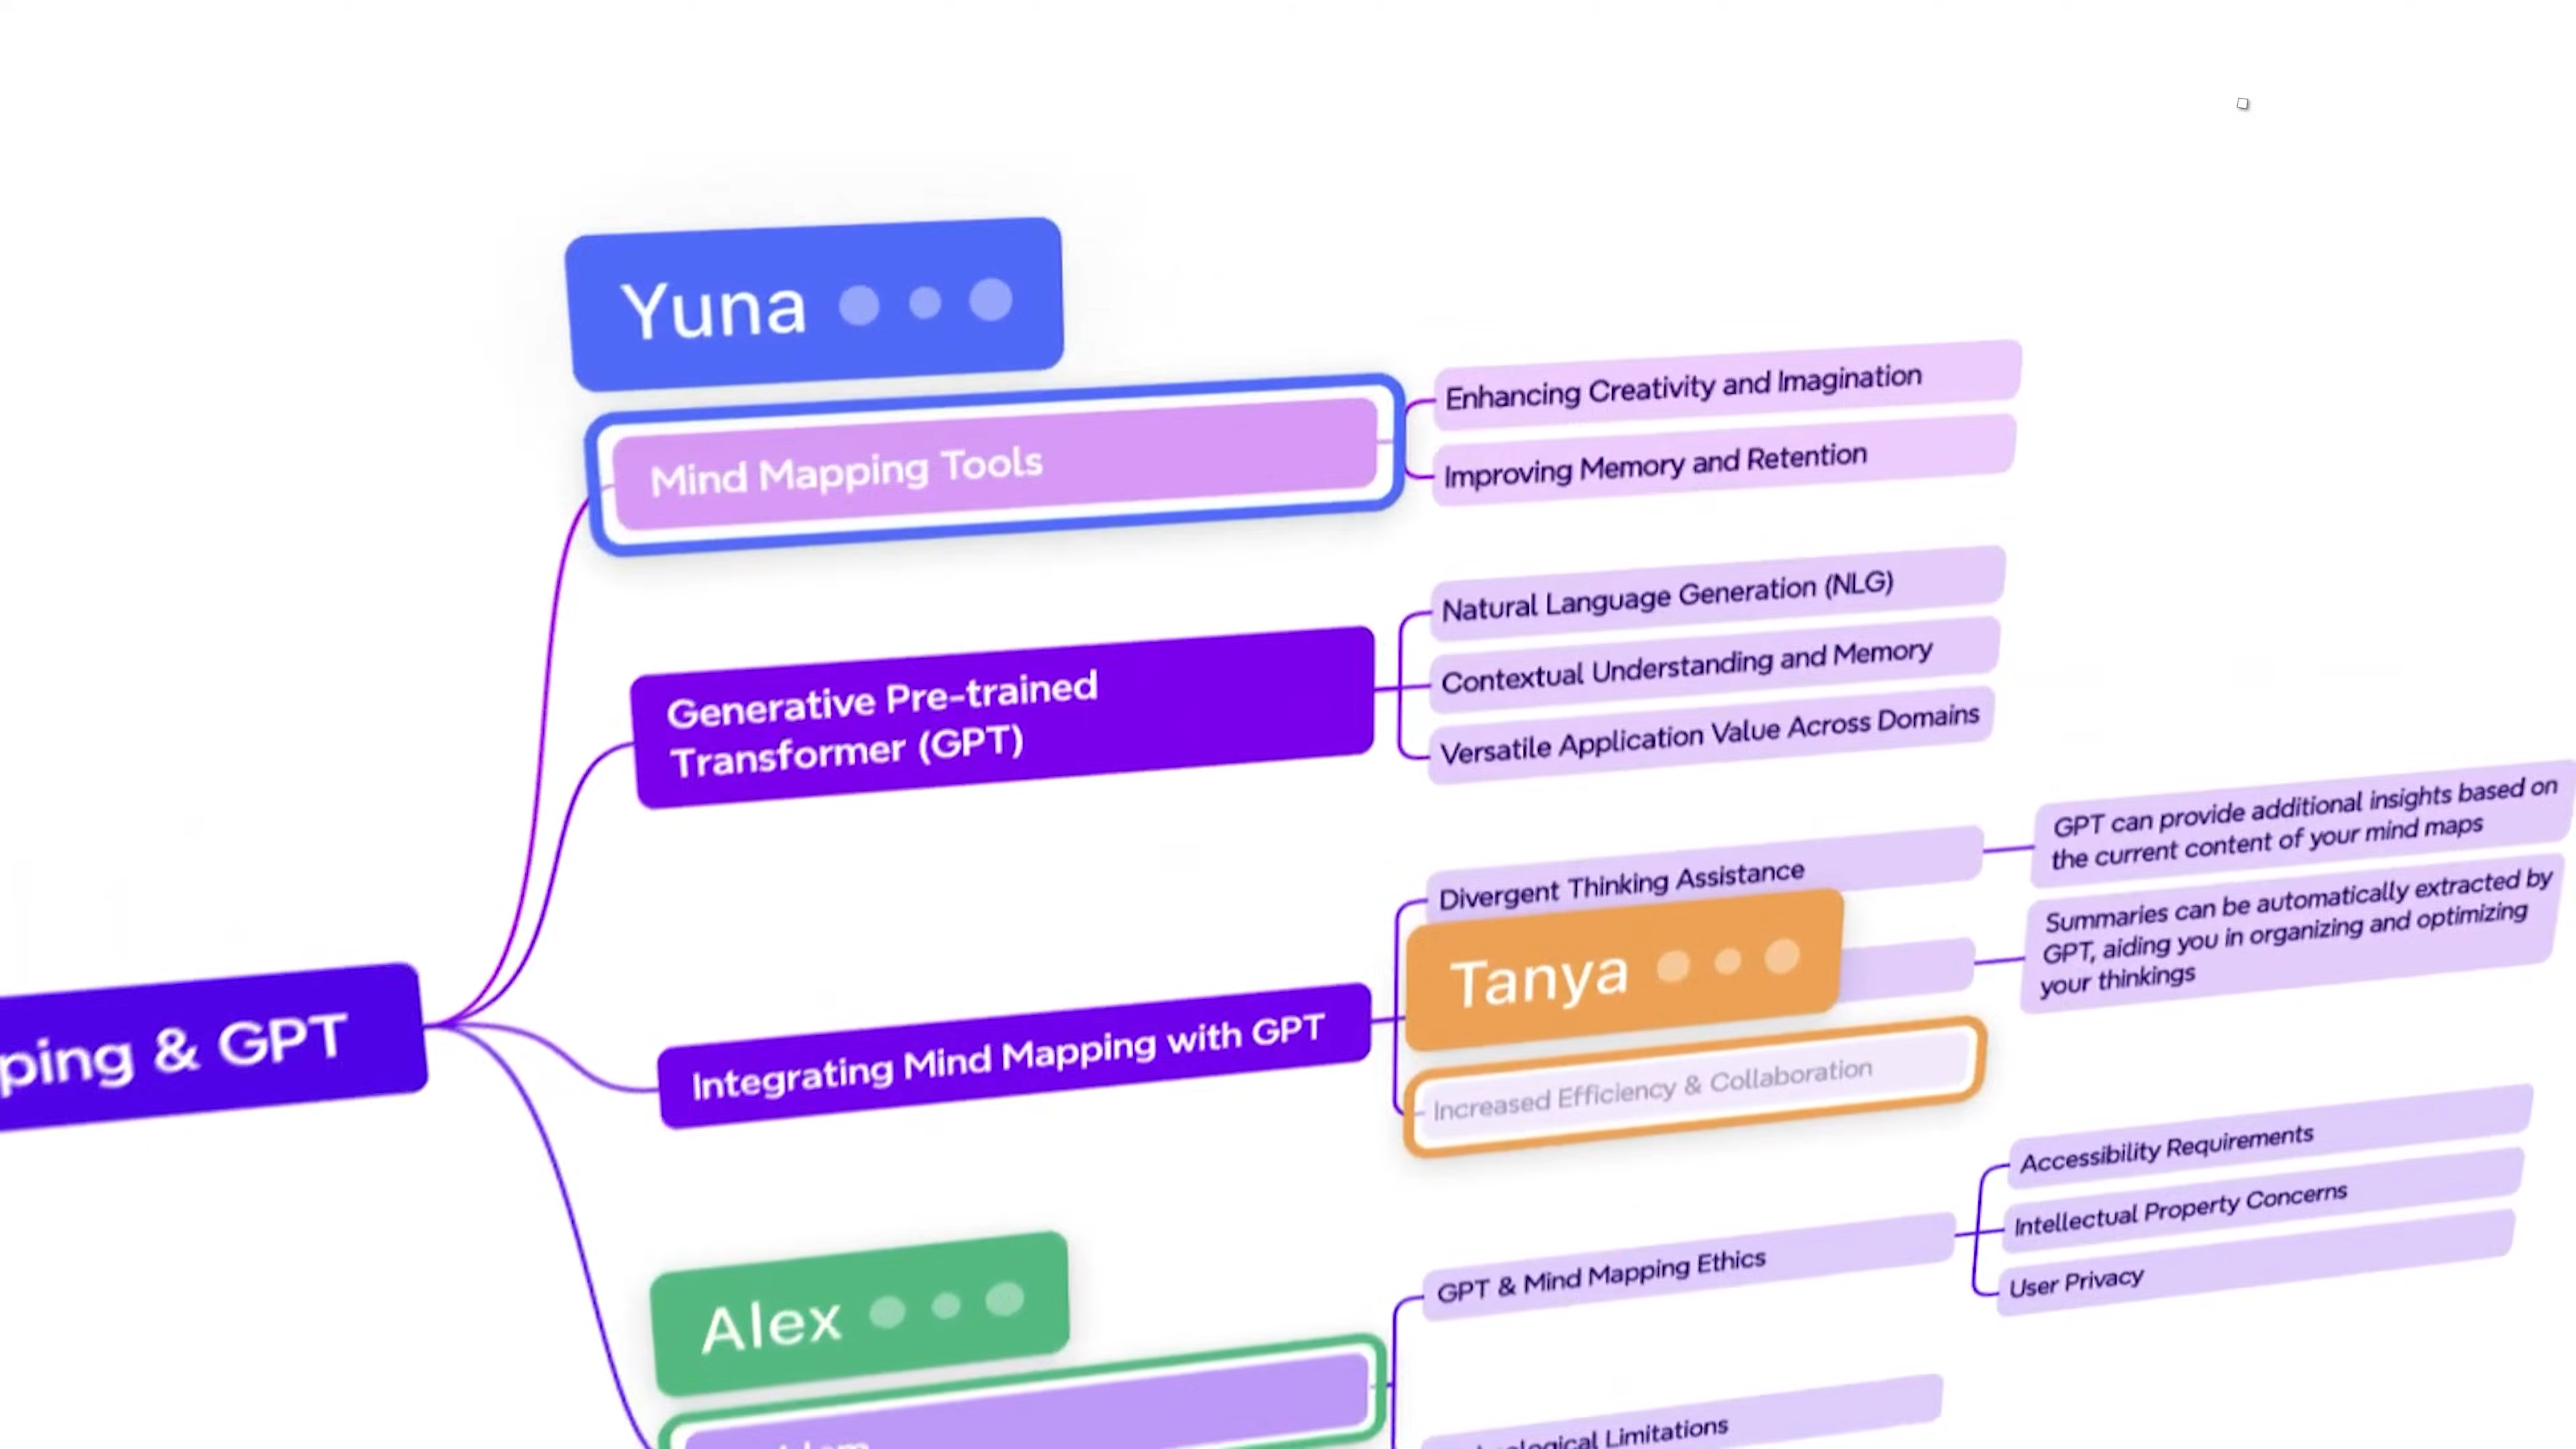 Yuna
Mind Mapping Tools
Enhancing Creativity and Imagination
Improving Memory and Retention
Generative Pre-trained
Transformer (GPT)
Natural Language Generation (NLG)
Contextual Understanding and Memory
Versatile Application Value Across Domains
& GPT
Integrating Mind Mapping with GPT
Divergent Thinking Assistance
GPT can provide additional insights based on
the current content of your mind maps
Tanya
Summaries can be automatically extracted by
GPT, aiding you in organizing and optimizing
your thinkings
Increased Efficiency & Collaboration
Alex
GPT & Mind Mapping Ethics
Accessibility Requirements
Intellectual Property Concerns
User Privacy
Limitations